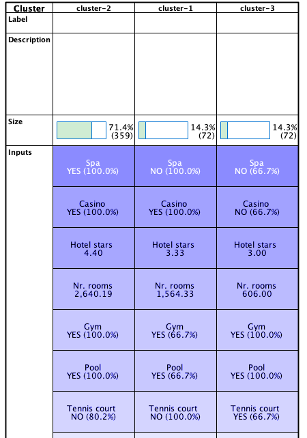 Cluster cluster-2 cluster-1 cluster-3
Label
Description
Size 71.4% 14.3% 14.3%
(359) (72) (72)
Inputs
Spa Spa Spa
YES (100.0%) NO (100.0%) NO (66.7%)
Casino Casino Casino
YES (100.0%) YES (100.0%) NO (66.7%)
Hotel stars Hotel stars Hotel stars
4.40 3.33 3.00
Nr. rooms Nr. rooms Nr. rooms
2,640.19 1,564.33 606.00
Gym Gym Gym
YES (100.0%) YES (66.7%) YES (100.0%)
Pool Pool Pool
YES (100.0%) YES (66.7%) YES (100.0%)
Tennis court Tennis court Tennis court
NO (80.2%) NO (100.0%) YES (66.7%)